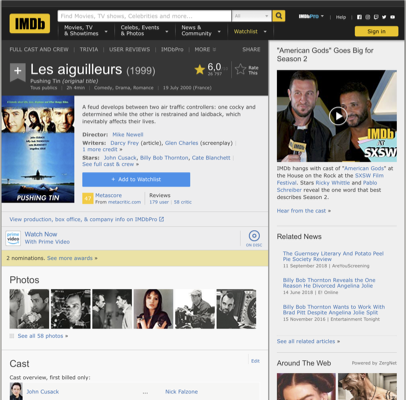 IMDb
Find Movies, TV shows, Celebrities and more...
All
IMDbPro | Help
Movies, TV & Showtimes
Celebs, Events & Photos
News & Community
Watchlist
Sign in
FULL CAST AND CREW | TRIVIA | USER REVIEWS | IMDbPro | MORE
SHARE
Les aiguilleurs (1999)
Pushing Tin (original title)
Tous publics | 2h 4min | Comedy, Drama, Romance | 19 July 2000 (France)
6,0
Rate This
PUSHING TIN
A feud develops between two air traffic controllers: one cocky and
determined while the other is restrained and laidback, which
inevitably affects their lives.
Director: Mike Newell
Writers: Darcy Frey (article), Glen Charles (screenplay) |
1 more credit »
Stars: John Cusack, Billy Bob Thornton, Cate Blanchett |
See full cast & crew »
+ Add to Watchlist
Metascore
From metacritic.com
Reviews
179 user | 58 critic
View production, box office, & company info on IMDbPro
prime video
Watch Now
With Prime Video
ON DISC
2 nominations. See more awards »
Photos
See all 58 photos »
Cast
Edit
Cast overview, first billed only:
John Cusack ... Nick Falzone
"American Gods" Goes Big for
Season 2
IMDb
at
SXSW
IMDb hangs with cast of "American Gods" at
the House on the Rock at the SXSW Film
Festival. Stars Ricky Whittle and Pablo
Schreiber reveal the one word that best
describes Season 2.
Hear from the cast »
Related News
The Guernsey Literary And Potato Peel
Pie Society Review
11 September 2018 | AreYouScreening
Billy Bob Thornton Reveals the One
Reason He Divorced Angelina Jolie
14 June 2018 | E! Online
Billy Bob Thornton Wants to Work With
Brad Pitt Despite Angelina Jolie Split
15 November 2016 | Entertainment Tonight
See all related articles »
Around The Web
Powered by ZergNet